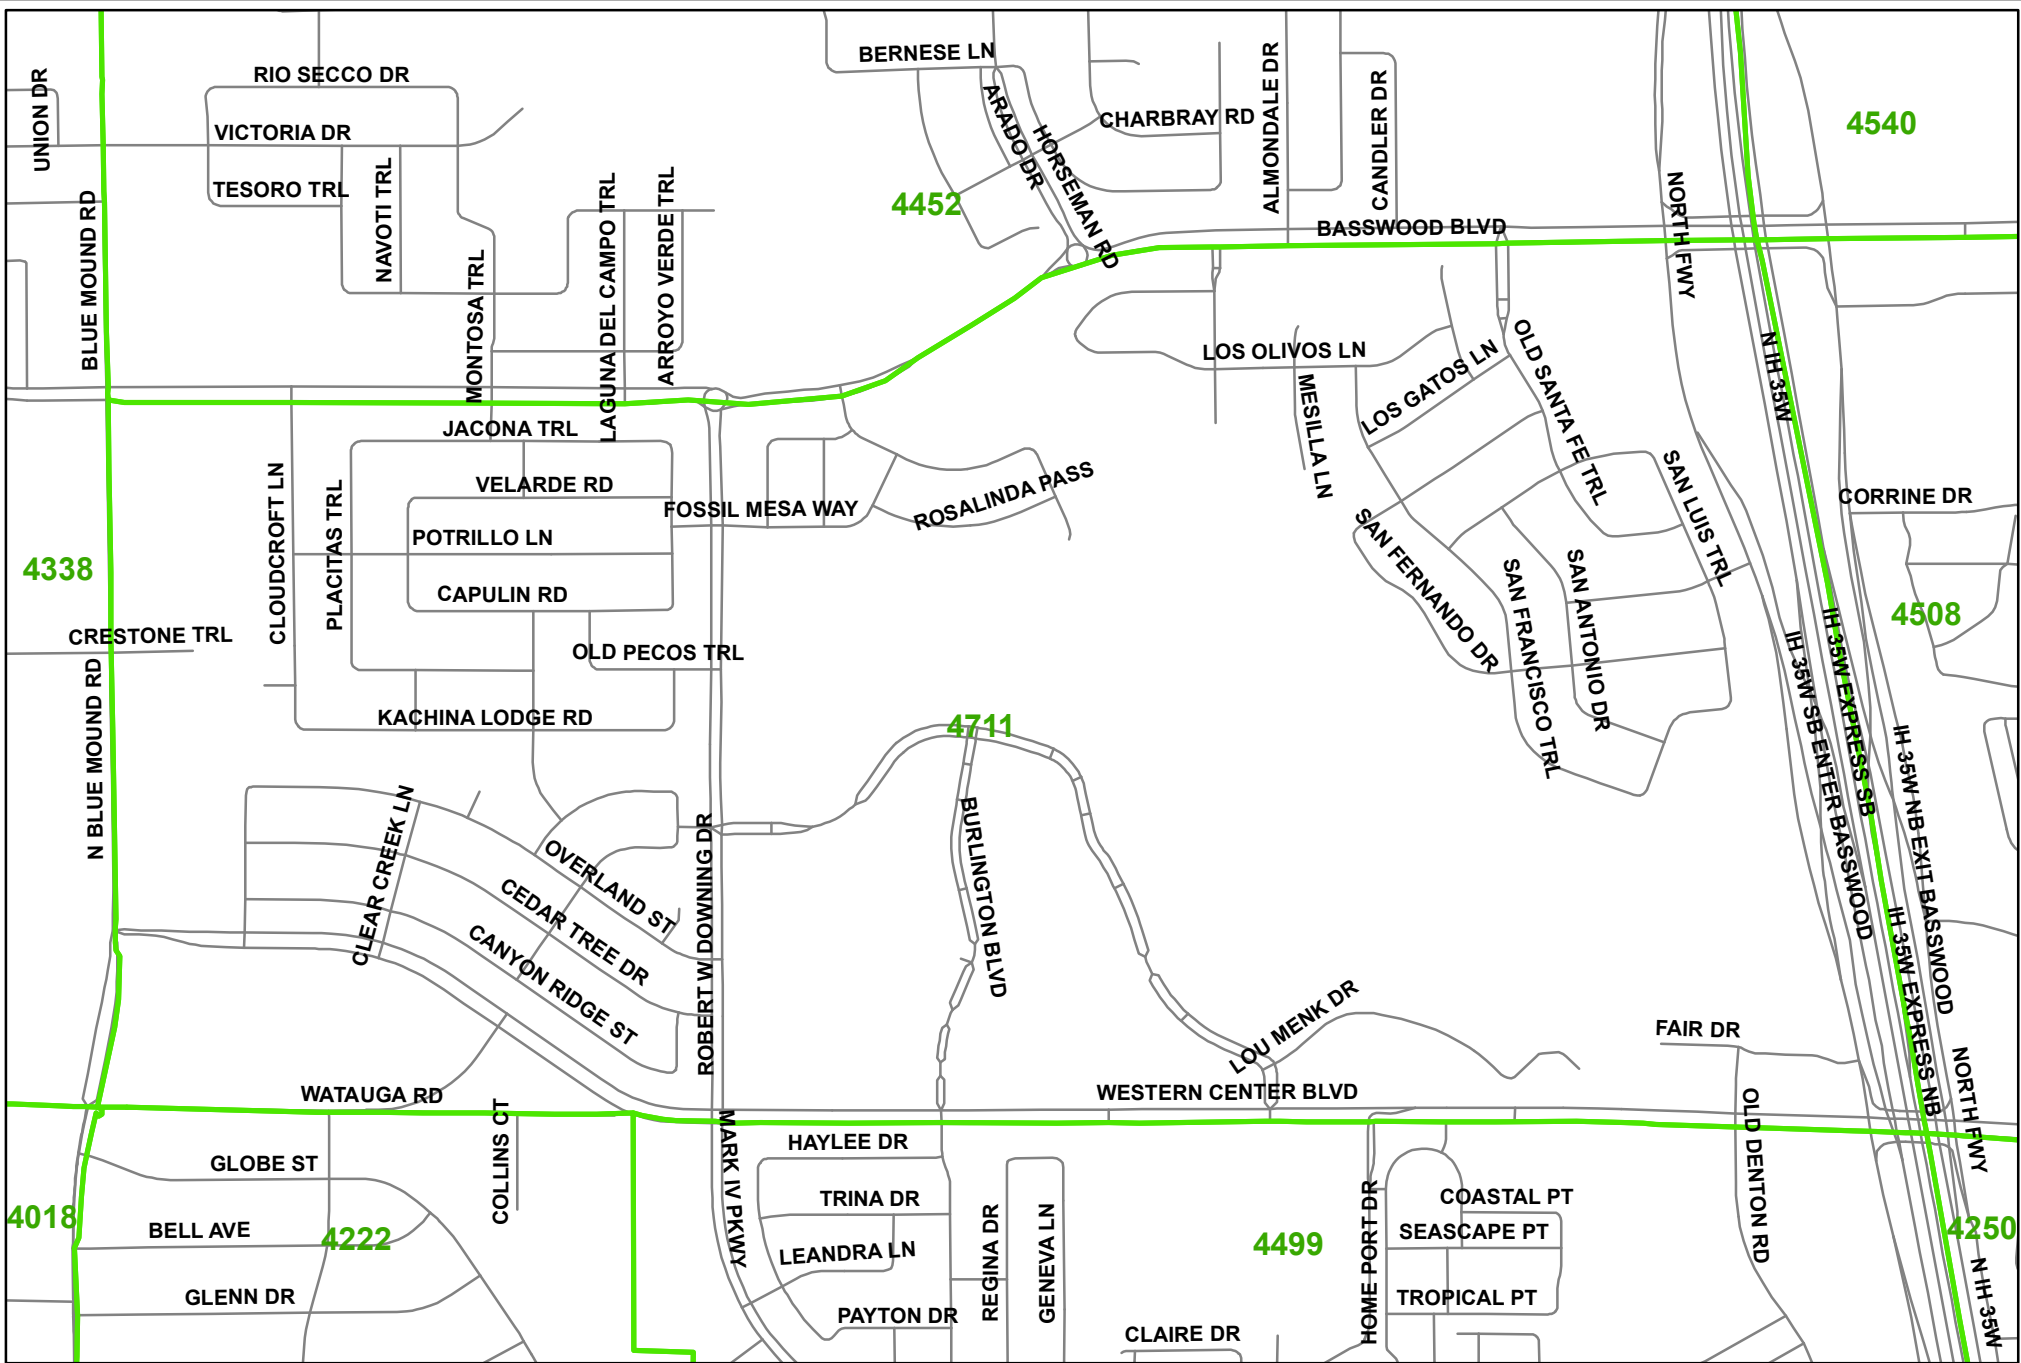 BERNESE LN
RIO SECCO DR
UNION DR
ALMONDALE DR
CANDLER DR
ARADO DR
CHARBRAY RD
4540
VICTORIA DR
HORSEMAN RD
NAVOTI TRL
TESORO TRL
4452
BLUE MOUND RD
LAGUNA DEL CAMPO TRL
ARROYO VERDE TRL
NORTH FWY
BASSWOOD BLVD
MONTOSA TRL
LOS OLIVOS LN
OLD SANTA FE TRL
N IH 35W
LOS GATOS LN
MESILLA LN
JACONA TRL
VELARDE RD
FOSSIL MESA WAY
ROSALINDA PASS
SAN LUIS TRL
CORRINE DR
CLOUDCROFT LN
PLACITAS TRL
POTRILLO LN
SAN FERNANDO DR
4338
CAPULIN RD
SAN FRANCISCO TRL
SAN ANTONIO DR
4508
CRESTONE TRL
OLD PECOS TRL
IH 35W EXPRESS SB
IH 35W SB ENTER BASSWOOD
N BLUE MOUND RD
KACHINA LODGE RD
4711
IH 35W NB EXIT BASSWOOD
CLEAR CREEK LN
BURLINGTON BLVD
ROBERT W DOWNING DR
OVERLAND ST
CEDAR TREE DR
CANYON RIDGE ST
IH 35W EXPRESS NB
LOU MENK DR
FAIR DR
WATAUGA RD
WESTERN CENTER BLVD
NORTH FWY
COLLINS CT
MARK IV PKWY
OLD DENTON RD
HAYLEE DR
GLOBE ST
TRINA DR
COASTAL PT
4018
BELL AVE
4222
LEANDRA LN
REGINA DR
GENEVA LN
4499
HOME PORT DR
SEASCAPE PT
4250
GLENN DR
PAYTON DR
TROPICAL PT
N IH 35W
CLAIRE DR